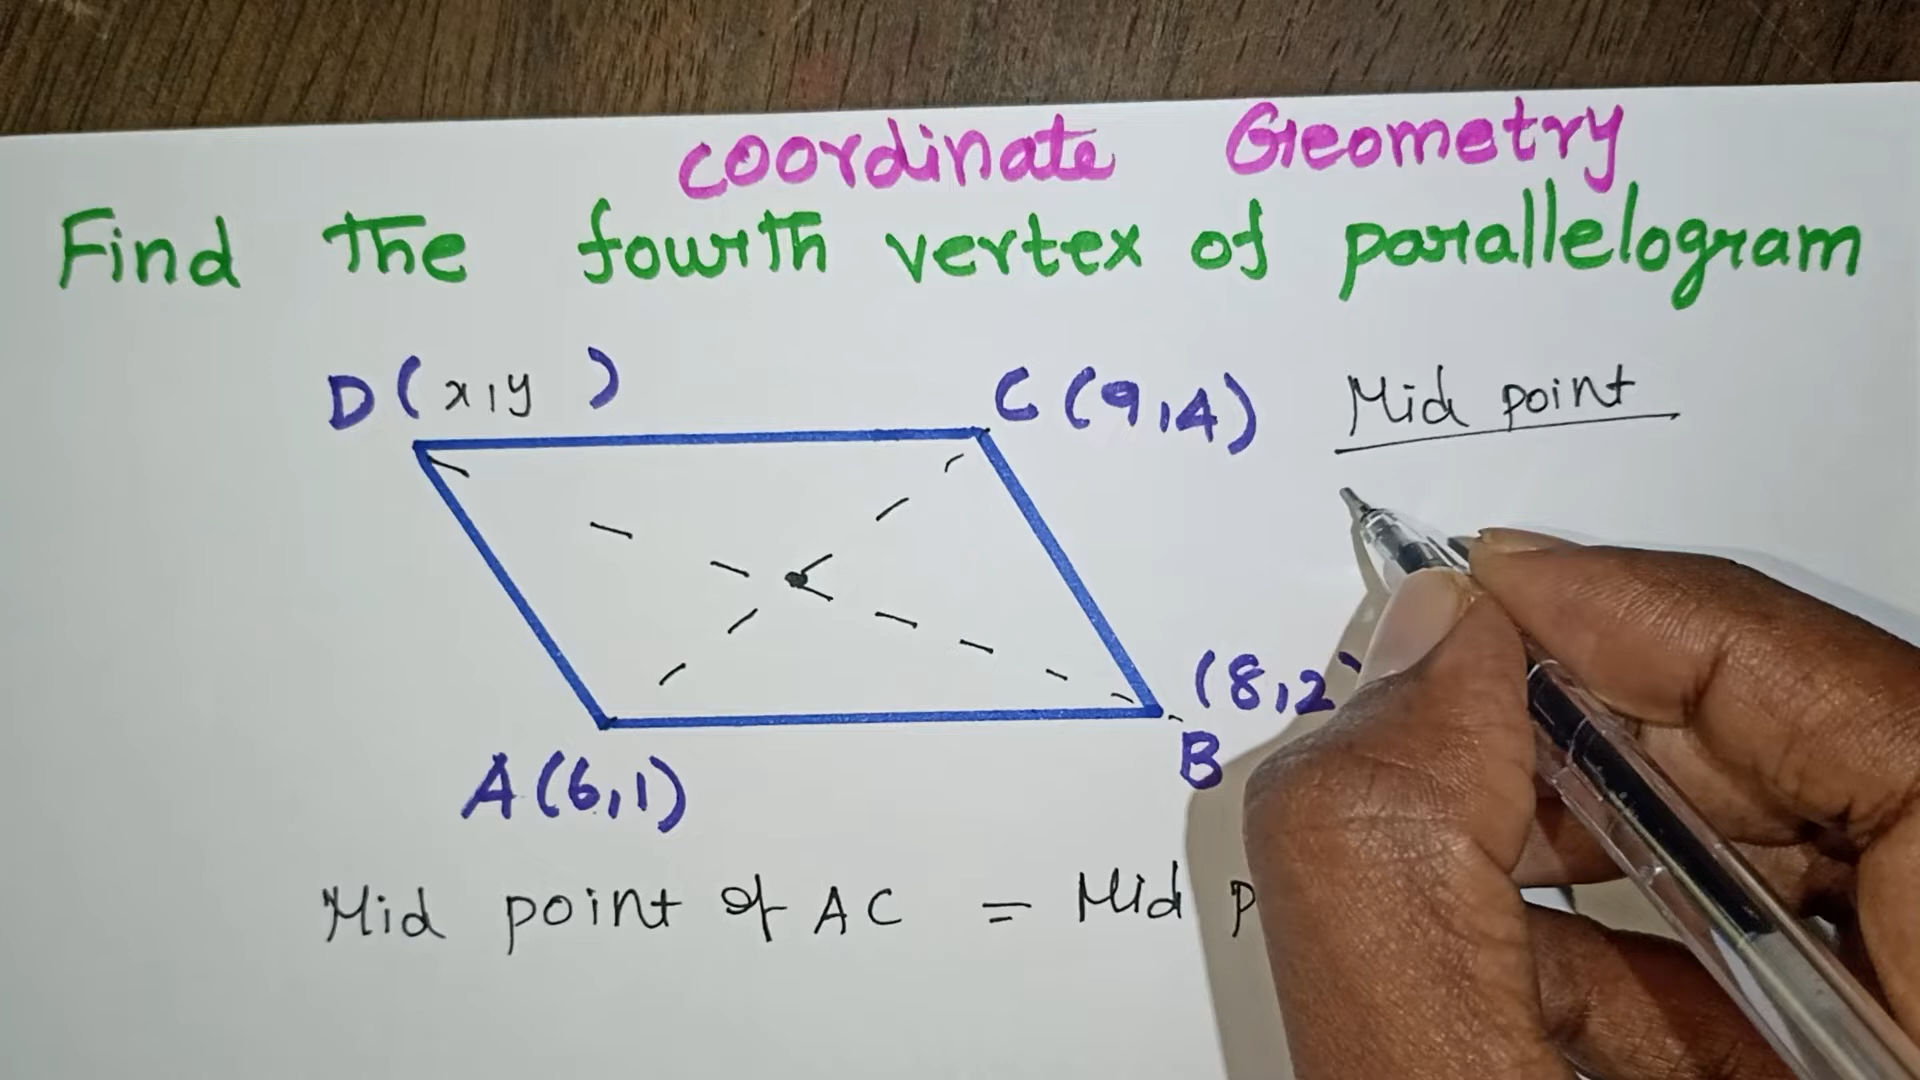 Coordinate Geometry
Find the fourth vertex of parallelogram
D(x,y ) C(9,4) Mid point
(8,2)
B
A(6,1)
Mid point of AC = Mid P